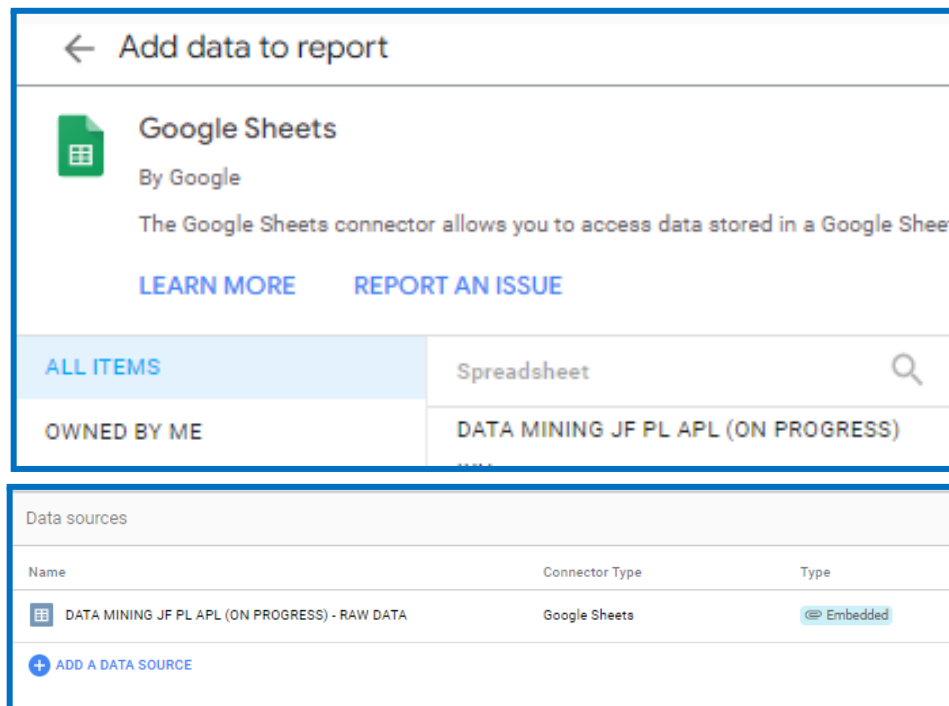 Add data to report
Google Sheets
By Google
The Google Sheets connector allows you to access data stored in a Google
LEARN MORE REPORT AN ISSUE
ALL ITEMS
Spreadsheet
OWNED BY ME
DATA MINING JF PL APL (ON PROGRESS)
Data sources
Name Connector Type Type
DATA MINING JF PL APL (ON PROGRESS) - RAW DATA Google Sheets Embedded
ADD A DATA SOURCE